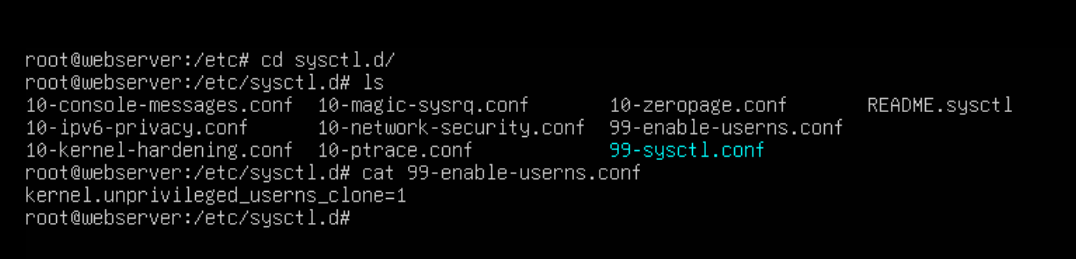 root@webserver:/etc# cd sysctl.d/
root@webserver:/etc/sysctl.d# ls
10-console-messages.conf  10-magic-sysrq.conf       10-zeropage.conf       README.sysctl
10-ipv6-privacy.conf      10-network-security.conf  99-enable-userns.conf
10-kernel-hardening.conf  10-ptrace.conf            99-sysctl.conf
root@webserver:/etc/sysctl.d# cat 99-enable-userns.conf
kernel.unprivileged_userns_clone=1
root@webserver:/etc/sysctl.d#